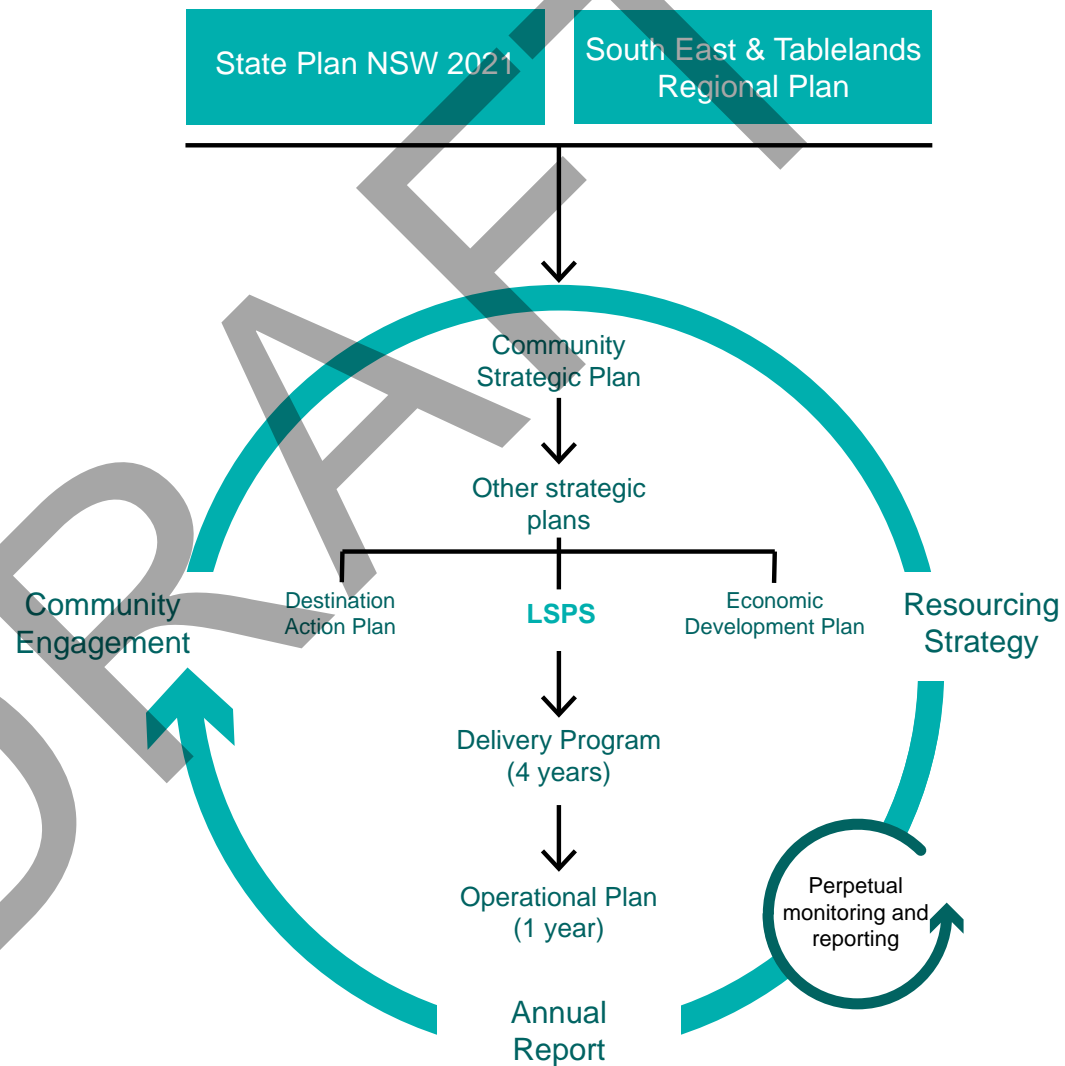 State Plan NSW 2021
South East & Tablelands
Regional Plan
Community
Strategic Plan
Other strategic
plans
Community
Engagement
Destination
Action Plan
LSPS
Economic
Development Plan
Resourcing
Strategy
Delivery Program
(4 years)
Operational Plan
(1 year)
Perpetual
monitoring and
reporting
Annual
Report
DRAFT